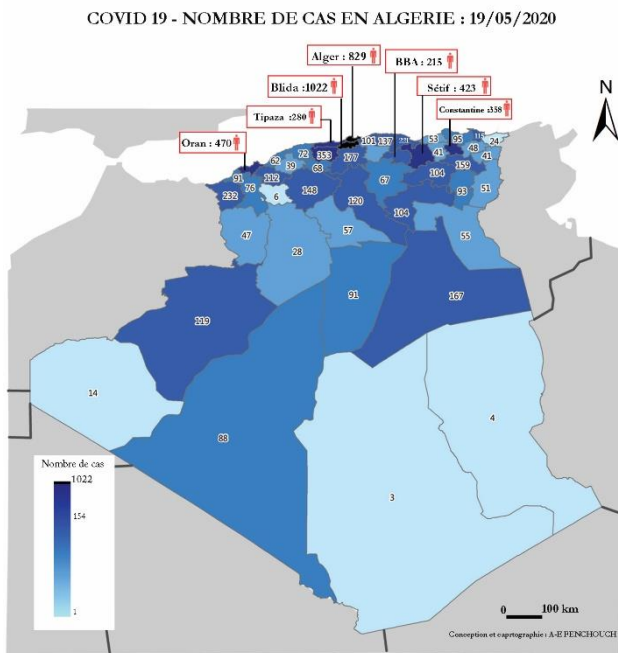 COVID 19 - NOMBRE DE CAS EN ALGERIE : 19/05/2020
Alger : 829
BBA : 215
Blida :1022
Sétif : 423
Tipaza :280
Constantine :358
Oran : 470
N
101 137 53 95 24
62 39 72 353 68 177 41 48 41
91 76 112 67 104 159
232 6 148 120 104 93 51
47 28 57 55
91 167
119
14
88
4
3
Nombre de cas
1022
154
1
0 100 km
Conception et captrographie : A-E PENCHOUCH